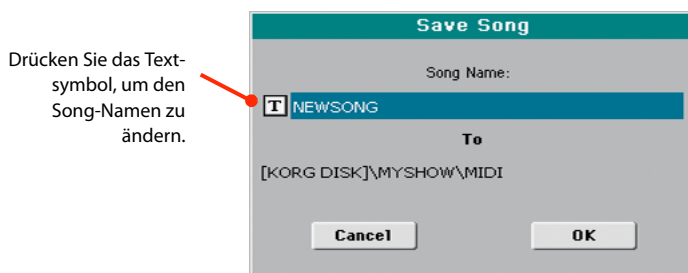 Save Song
Drücken Sie das Text-
symbol, um den
Song-Namen zu
ändern.
Song Name:
T NEWSONG
To
[KORG DISK]\MYSHOW\MIDI
Cancel OK